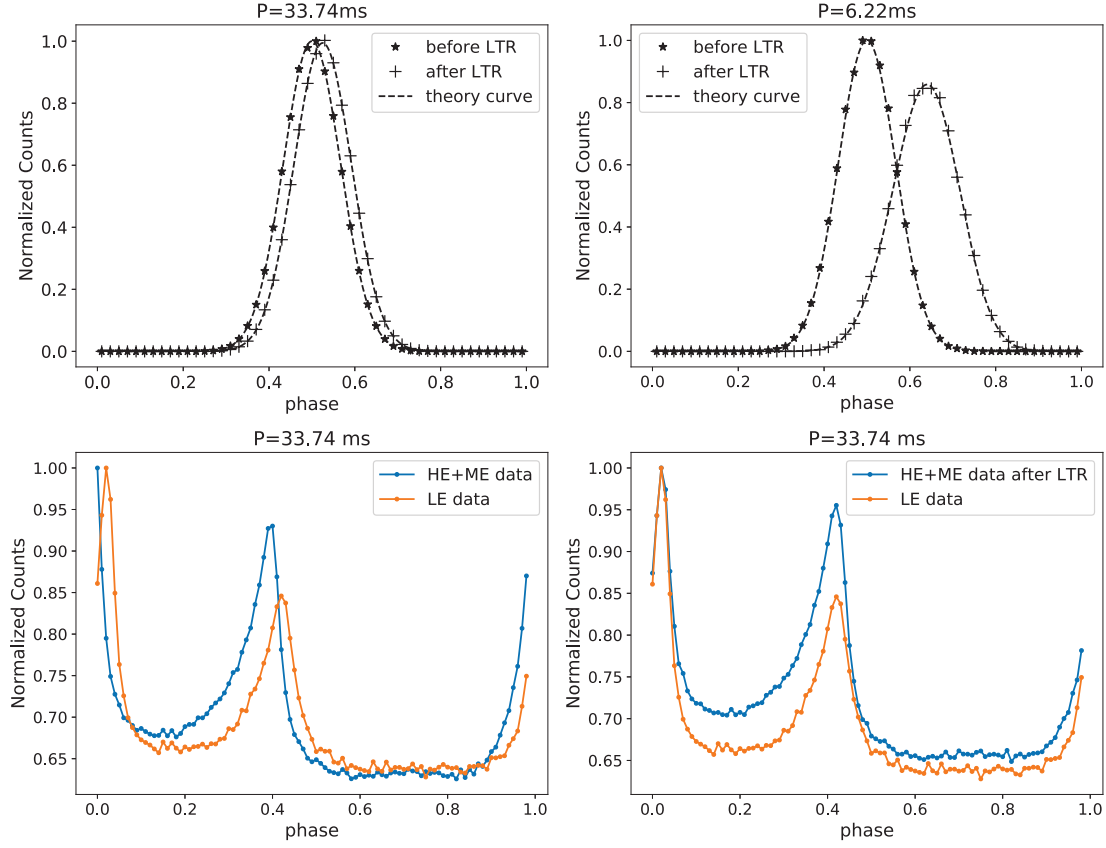 P=33.74ms
Normalized Counts
1.0
0.8
0.6
0.4
0.2
0.0
before LTR
after LTR
theory curve
0.0 0.2 0.4 0.6 0.8 1.0
phase
P=6.22ms
Normalized Counts
1.0
0.8
0.6
0.4
0.2
0.0
before LTR
after LTR
theory curve
0.0 0.2 0.4 0.6 0.8 1.0
phase
P=33.74 ms
Normalized Counts
1.00
0.95
0.90
0.85
0.80
0.75
0.70
0.65
HE+ME data
LE data
0.0 0.2 0.4 0.6 0.8 1.0
phase
P=33.74 ms
Normalized Counts
1.00
0.95
0.90
0.85
0.80
0.75
0.70
0.65
HE+ME data after LTR
LE data
0.0 0.2 0.4 0.6 0.8 1.0
phase